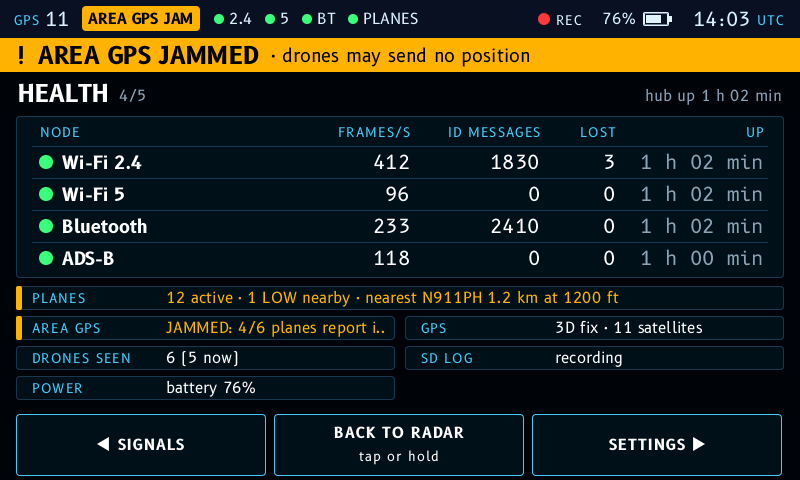 GPS 11 AREA GPS JAM 2.4 5 BT PLANES REC 76% 14:03 UTC
! AREA GPS JAMMED · drones may send no position
HEALTH 4/5 hub up 1 h 02 min
NODE FRAMES/S ID MESSAGES LOST UP
Wi-Fi 2.4 412 1830 3 1 h 02 min
Wi-Fi 5 96 0 0 1 h 02 min
Bluetooth 233 2410 0 1 h 02 min
ADS-B 118 0 0 1 h 00 min
PLANES 12 active · 1 LOW nearby · nearest N911PH 1.2 km at 1200 ft
AREA GPS JAMMED: 4/6 planes report i.. GPS 3D fix · 11 satellites
DRONES SEEN 6 (5 now) SD LOG recording
POWER battery 76%
◀ SIGNALS BACK TO RADAR SETTINGS ▶
tap or hold